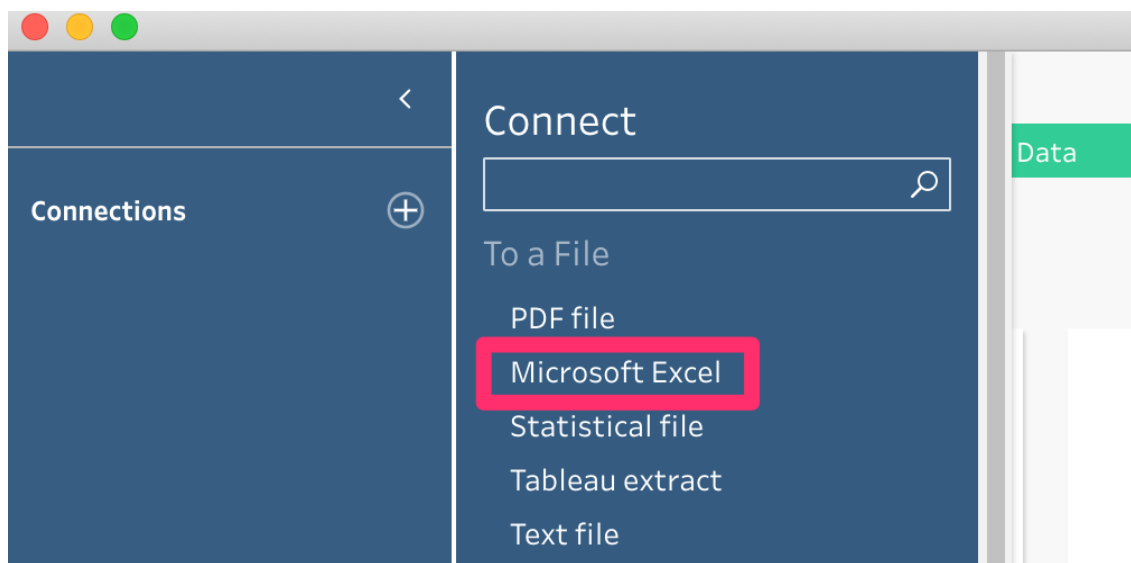 Connections
Connect
To a File
PDF file
Microsoft Excel
Statistical file
Tableau extract
Text file
Data